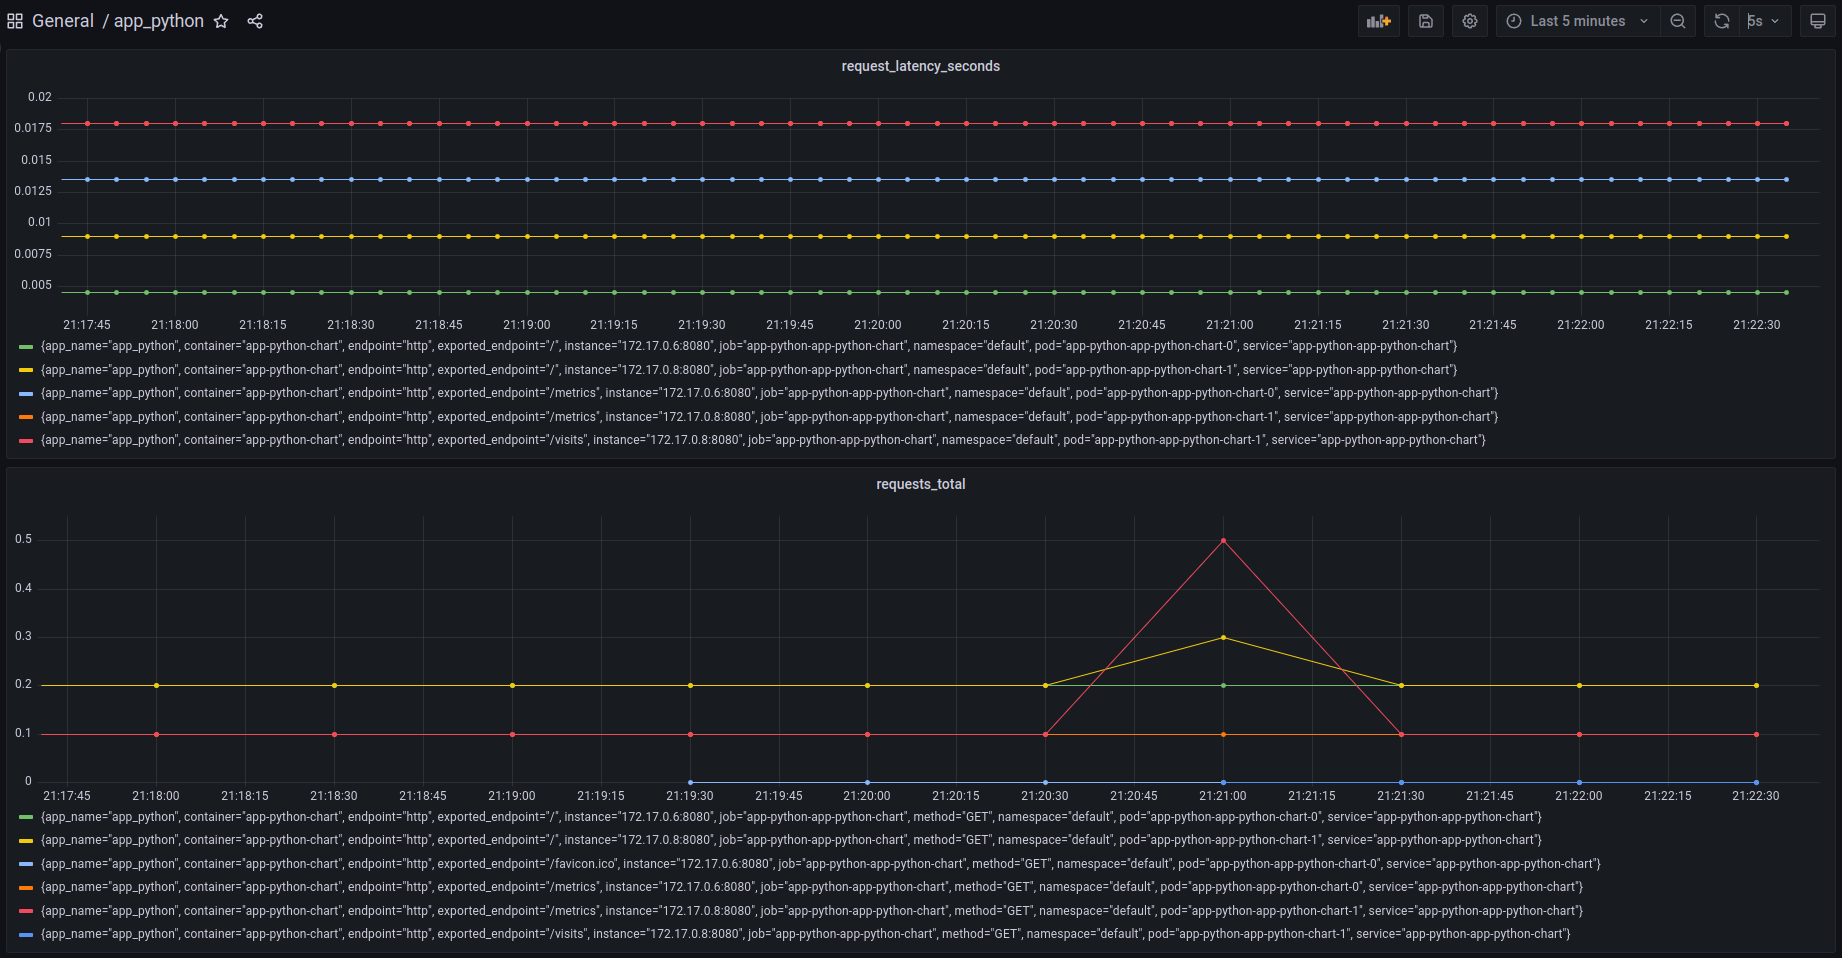 General / app_python
Last 5 minutes
5s
request_latency_seconds
0.02
0.0175
0.015
0.0125
0.01
0.0075
0.005
21:17:45 21:18:00 21:18:15 21:18:30 21:18:45 21:19:00 21:19:15 21:19:30 21:19:45 21:20:00 21:20:15 21:20:30 21:20:45 21:21:00 21:21:15 21:21:30 21:21:45 21:22:00 21:22:15 21:22:30
{app_name="app_python", container="app-python-chart", endpoint="http", exported_endpoint="/", instance="172.17.0.6:8080", job="app-python-app-python-chart", namespace="default", pod="app-python-app-python-chart-0", service="app-python-app-python-chart"}
{app_name="app_python", container="app-python-chart", endpoint="http", exported_endpoint="/", instance="172.17.0.8:8080", job="app-python-app-python-chart", namespace="default", pod="app-python-app-python-chart-1", service="app-python-app-python-chart"}
{app_name="app_python", container="app-python-chart", endpoint="http", exported_endpoint="/metrics", instance="172.17.0.6:8080", job="app-python-app-python-chart", namespace="default", pod="app-python-app-python-chart-0", service="app-python-app-python-chart"}
{app_name="app_python", container="app-python-chart", endpoint="http", exported_endpoint="/metrics", instance="172.17.0.8:8080", job="app-python-app-python-chart", namespace="default", pod="app-python-app-python-chart-1", service="app-python-app-python-chart"}
{app_name="app_python", container="app-python-chart", endpoint="http", exported_endpoint="/visits", instance="172.17.0.8:8080", job="app-python-app-python-chart", namespace="default", pod="app-python-app-python-chart-1", service="app-python-app-python-chart"}
requests_total
0.5
0.4
0.3
0.2
0.1
0
21:17:45 21:18:00 21:18:15 21:18:30 21:18:45 21:19:00 21:19:15 21:19:30 21:19:45 21:20:00 21:20:15 21:20:30 21:20:45 21:21:00 21:21:15 21:21:30 21:21:45 21:22:00 21:22:15 21:22:30
{app_name="app_python", container="app-python-chart", endpoint="http", exported_endpoint="/", instance="172.17.0.6:8080", job="app-python-app-python-chart", method="GET", namespace="default", pod="app-python-app-python-chart-0", service="app-python-app-python-chart"}
{app_name="app_python", container="app-python-chart", endpoint="http", exported_endpoint="/", instance="172.17.0.8:8080", job="app-python-app-python-chart", method="GET", namespace="default", pod="app-python-app-python-chart-1", service="app-python-app-python-chart"}
{app_name="app_python", container="app-python-chart", endpoint="http", exported_endpoint="/favicon.ico", instance="172.17.0.6:8080", job="app-python-app-python-chart", method="GET", namespace="default", pod="app-python-app-python-chart-0", service="app-python-app-python-chart"}
{app_name="app_python", container="app-python-chart", endpoint="http", exported_endpoint="/metrics", instance="172.17.0.6:8080", job="app-python-app-python-chart", method="GET", namespace="default", pod="app-python-app-python-chart-0", service="app-python-app-python-chart"}
{app_name="app_python", container="app-python-chart", endpoint="http", exported_endpoint="/metrics", instance="172.17.0.8:8080", job="app-python-app-python-chart", method="GET", namespace="default", pod="app-python-app-python-chart-1", service="app-python-app-python-chart"}
{app_name="app_python", container="app-python-chart", endpoint="http", exported_endpoint="/visits", instance="172.17.0.8:8080", job="app-python-app-python-chart", method="GET", namespace="default", pod="app-python-app-python-chart-1", service="app-python-app-python-chart"}